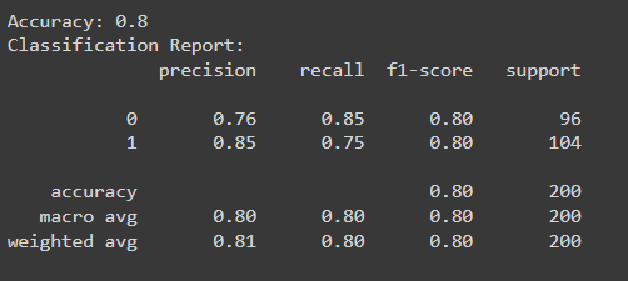 Accuracy: 0.8
Classification Report:
precision recall f1-score support
0 0.76 0.85 0.80 96
1 0.85 0.75 0.80 104
accuracy 0.80 200
macro avg 0.80 0.80 0.80 200
weighted avg 0.81 0.80 0.80 200